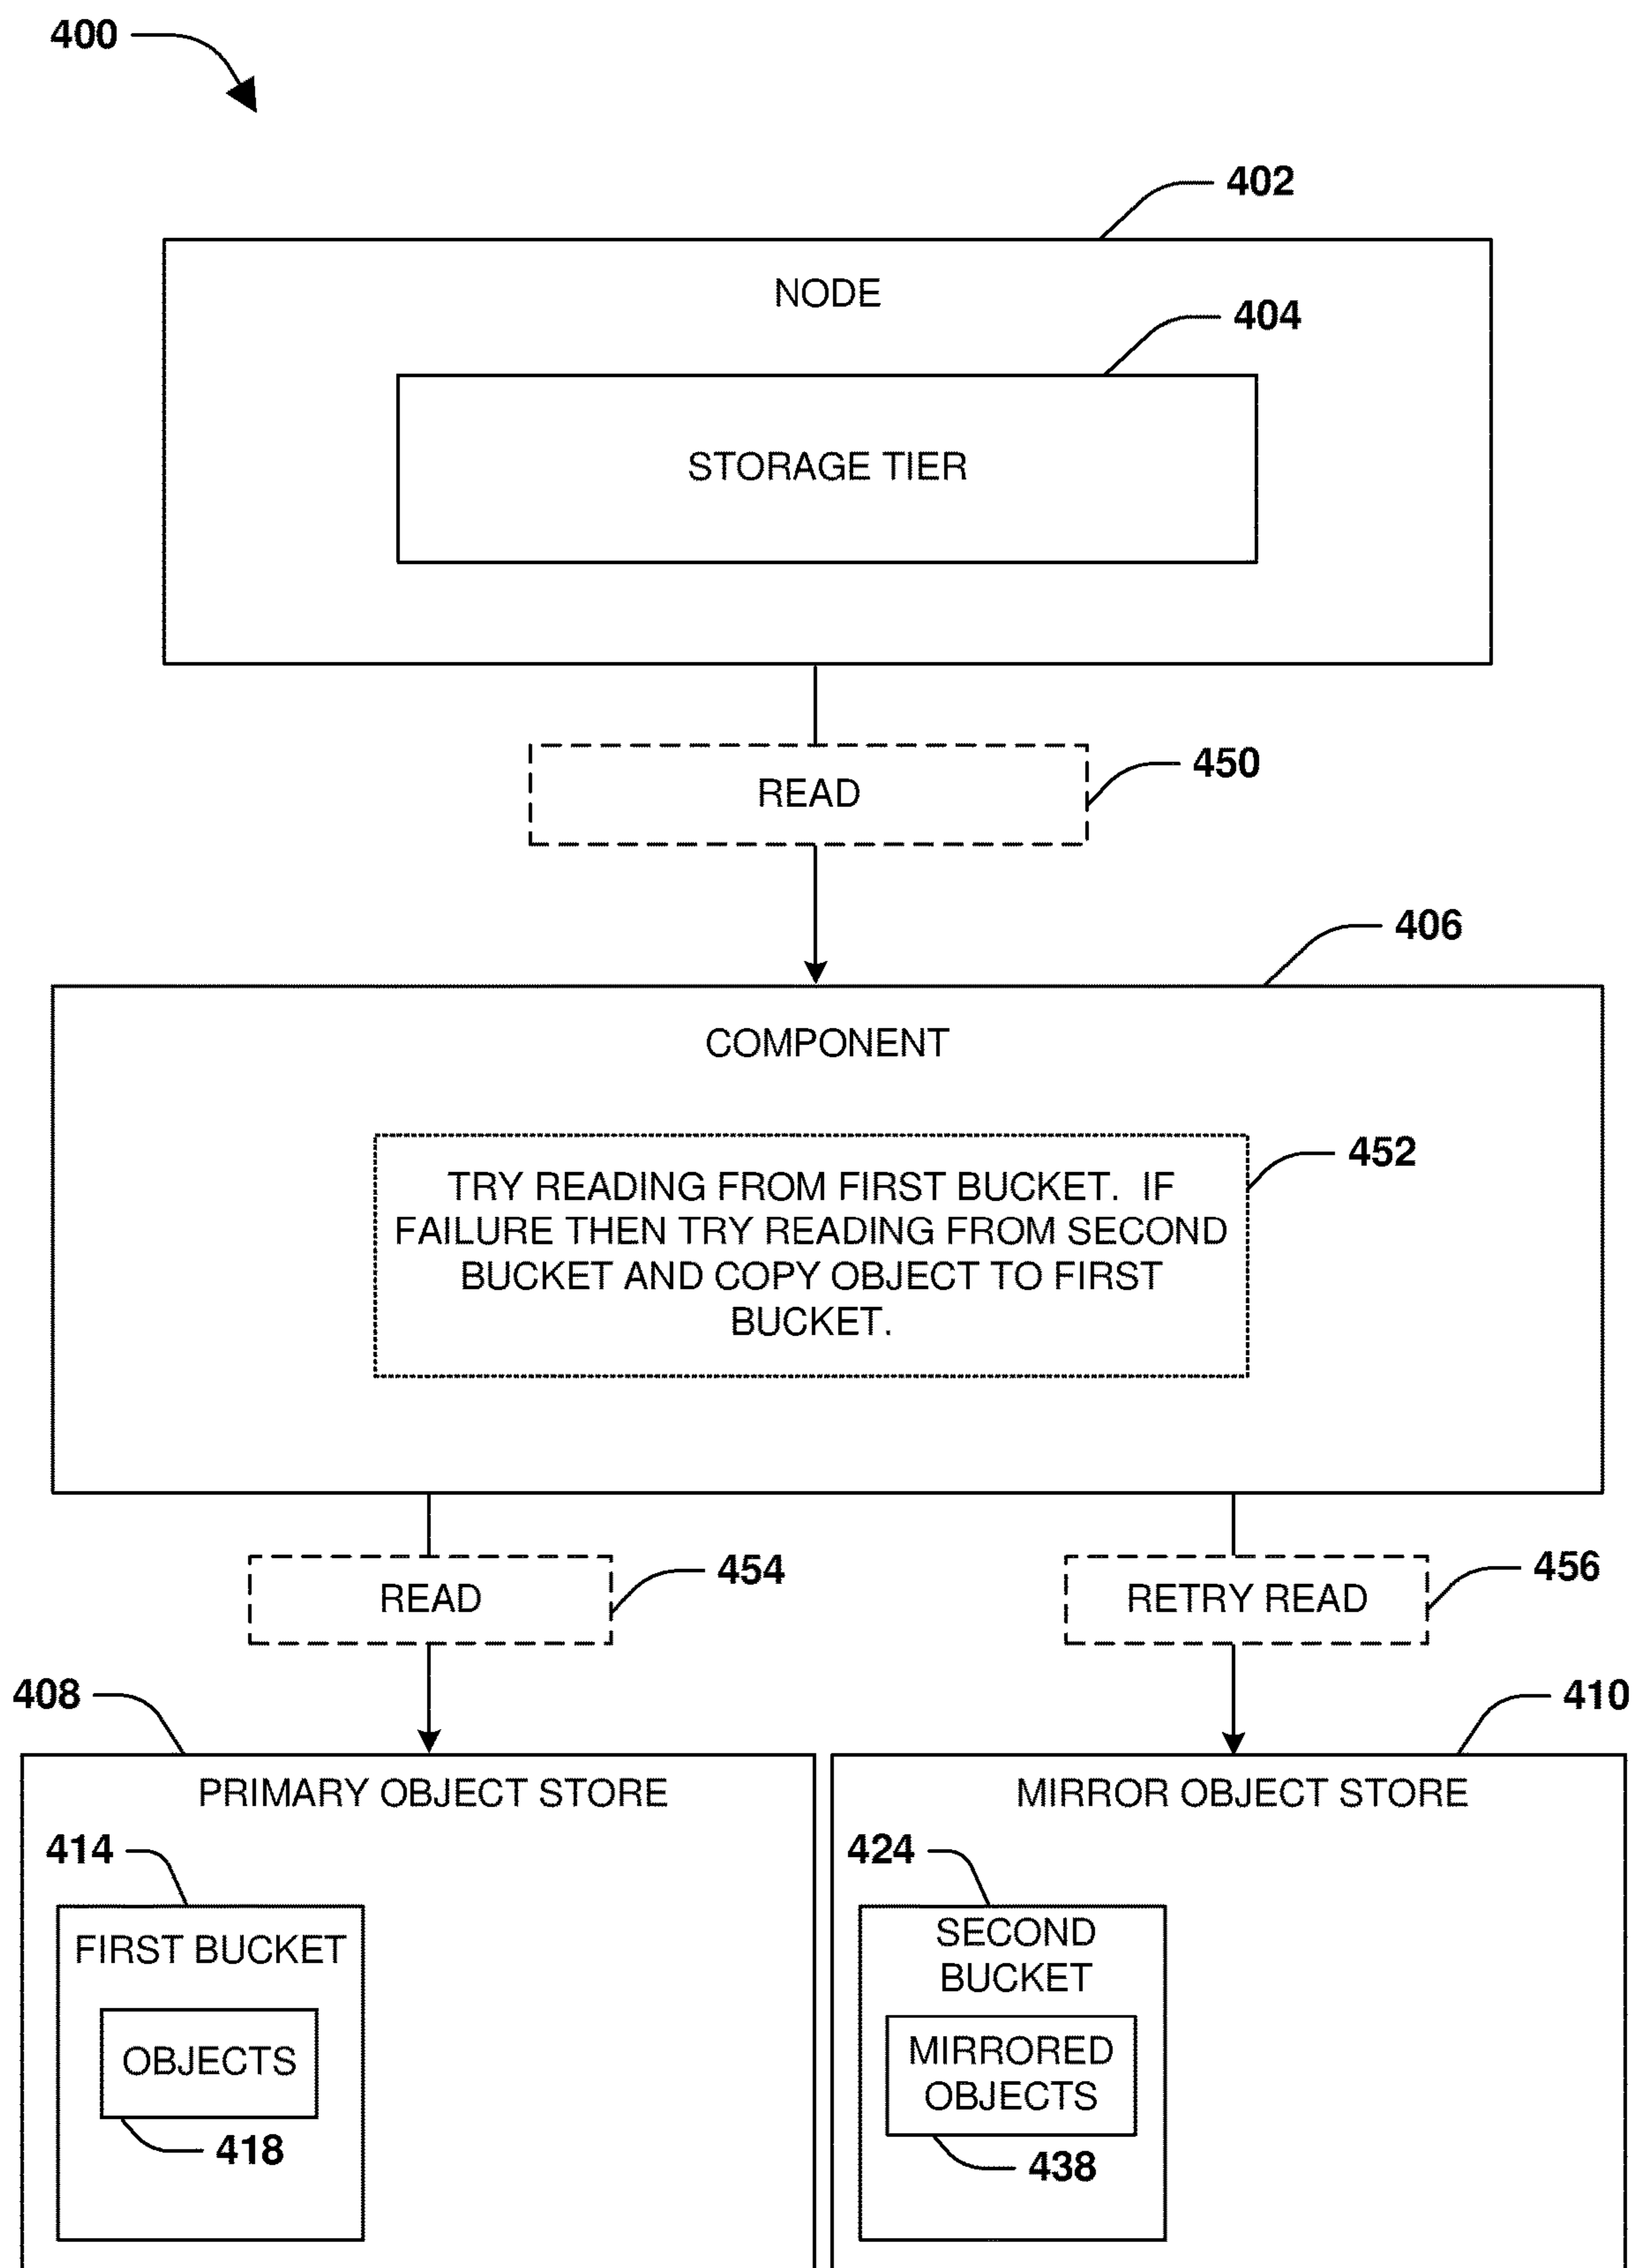 400
402
NODE
404
STORAGE TIER
READ
450
406
COMPONENT
452
TRY READING FROM FIRST BUCKET. IF
FAILURE THEN TRY READING FROM SECOND
BUCKET AND COPY OBJECT TO FIRST
BUCKET.
READ
454
RETRY READ
456
408
410
PRIMARY OBJECT STORE
MIRROR OBJECT STORE
414
424
FIRST BUCKET
SECOND
BUCKET
OBJECTS
MIRRORED
OBJECTS
418
438